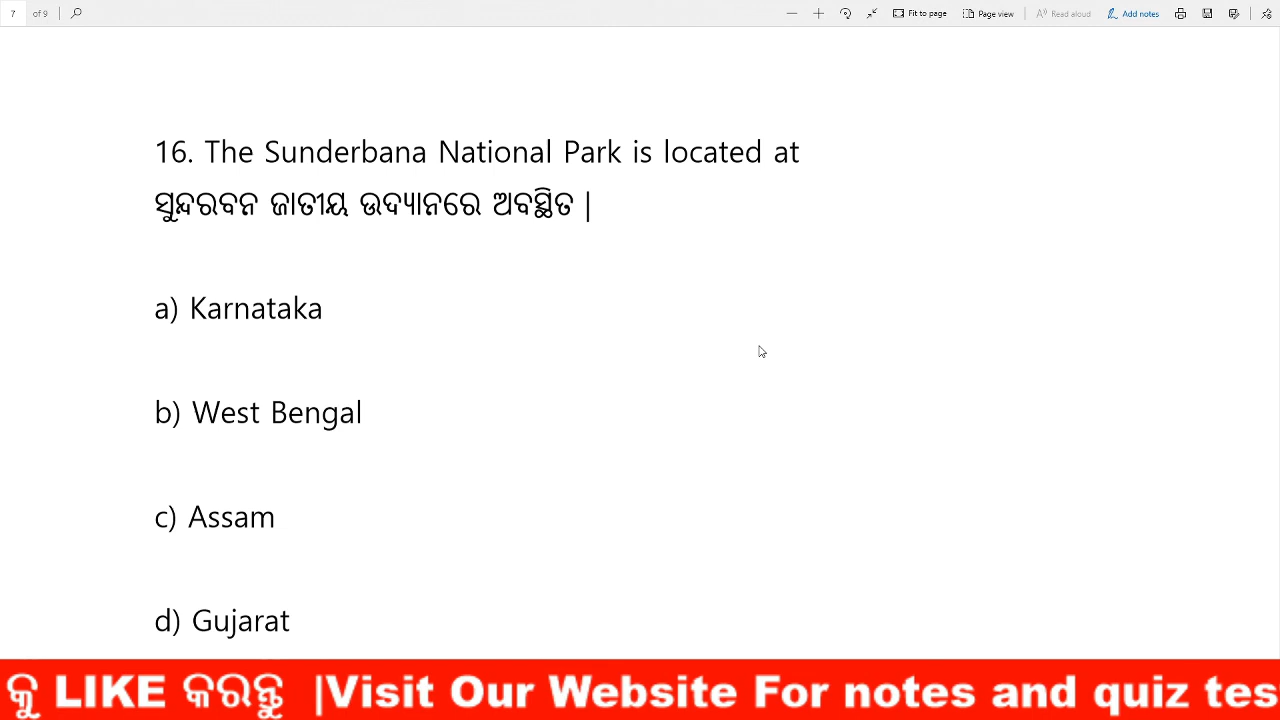 7 of 9 Fit to page Page view Read aloud Add notes
16. The Sunderbana National Park is located at
ସୁନ୍ଦରବନ ଜାତୀୟ ଉଦ୍ୟାନରେ ଅବସ୍ଥିତ |
a) Karnataka
b) West Bengal
c) Assam
d) Gujarat
କୁ LIKE କରନ୍ତୁ |Visit Our Website For notes and quiz tes